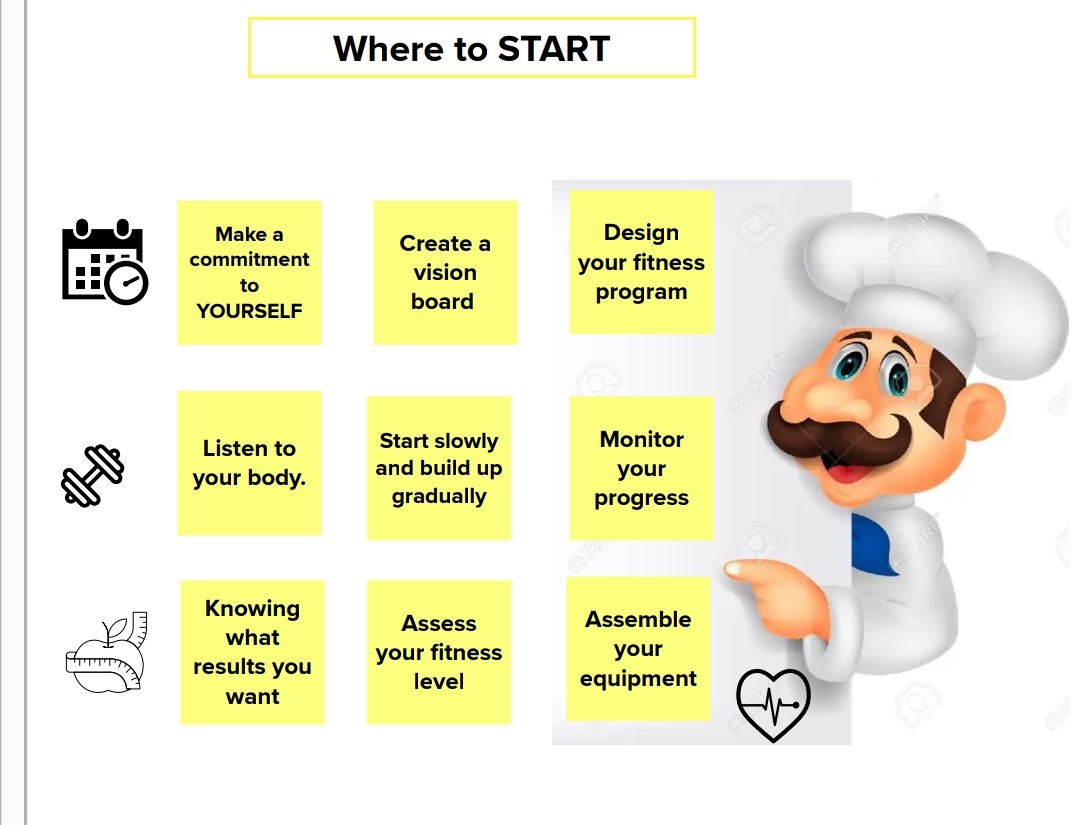 Where to START
Make a
commitment
to
YOURSELF
Create a
vision
board
Design
your fitness
program
Listen to
your body.
Start slowly
and build up
gradually
Monitor
your
progress
Knowing
what
results you
want
Assess
your fitness
level
Assemble
your
equipment
123RF